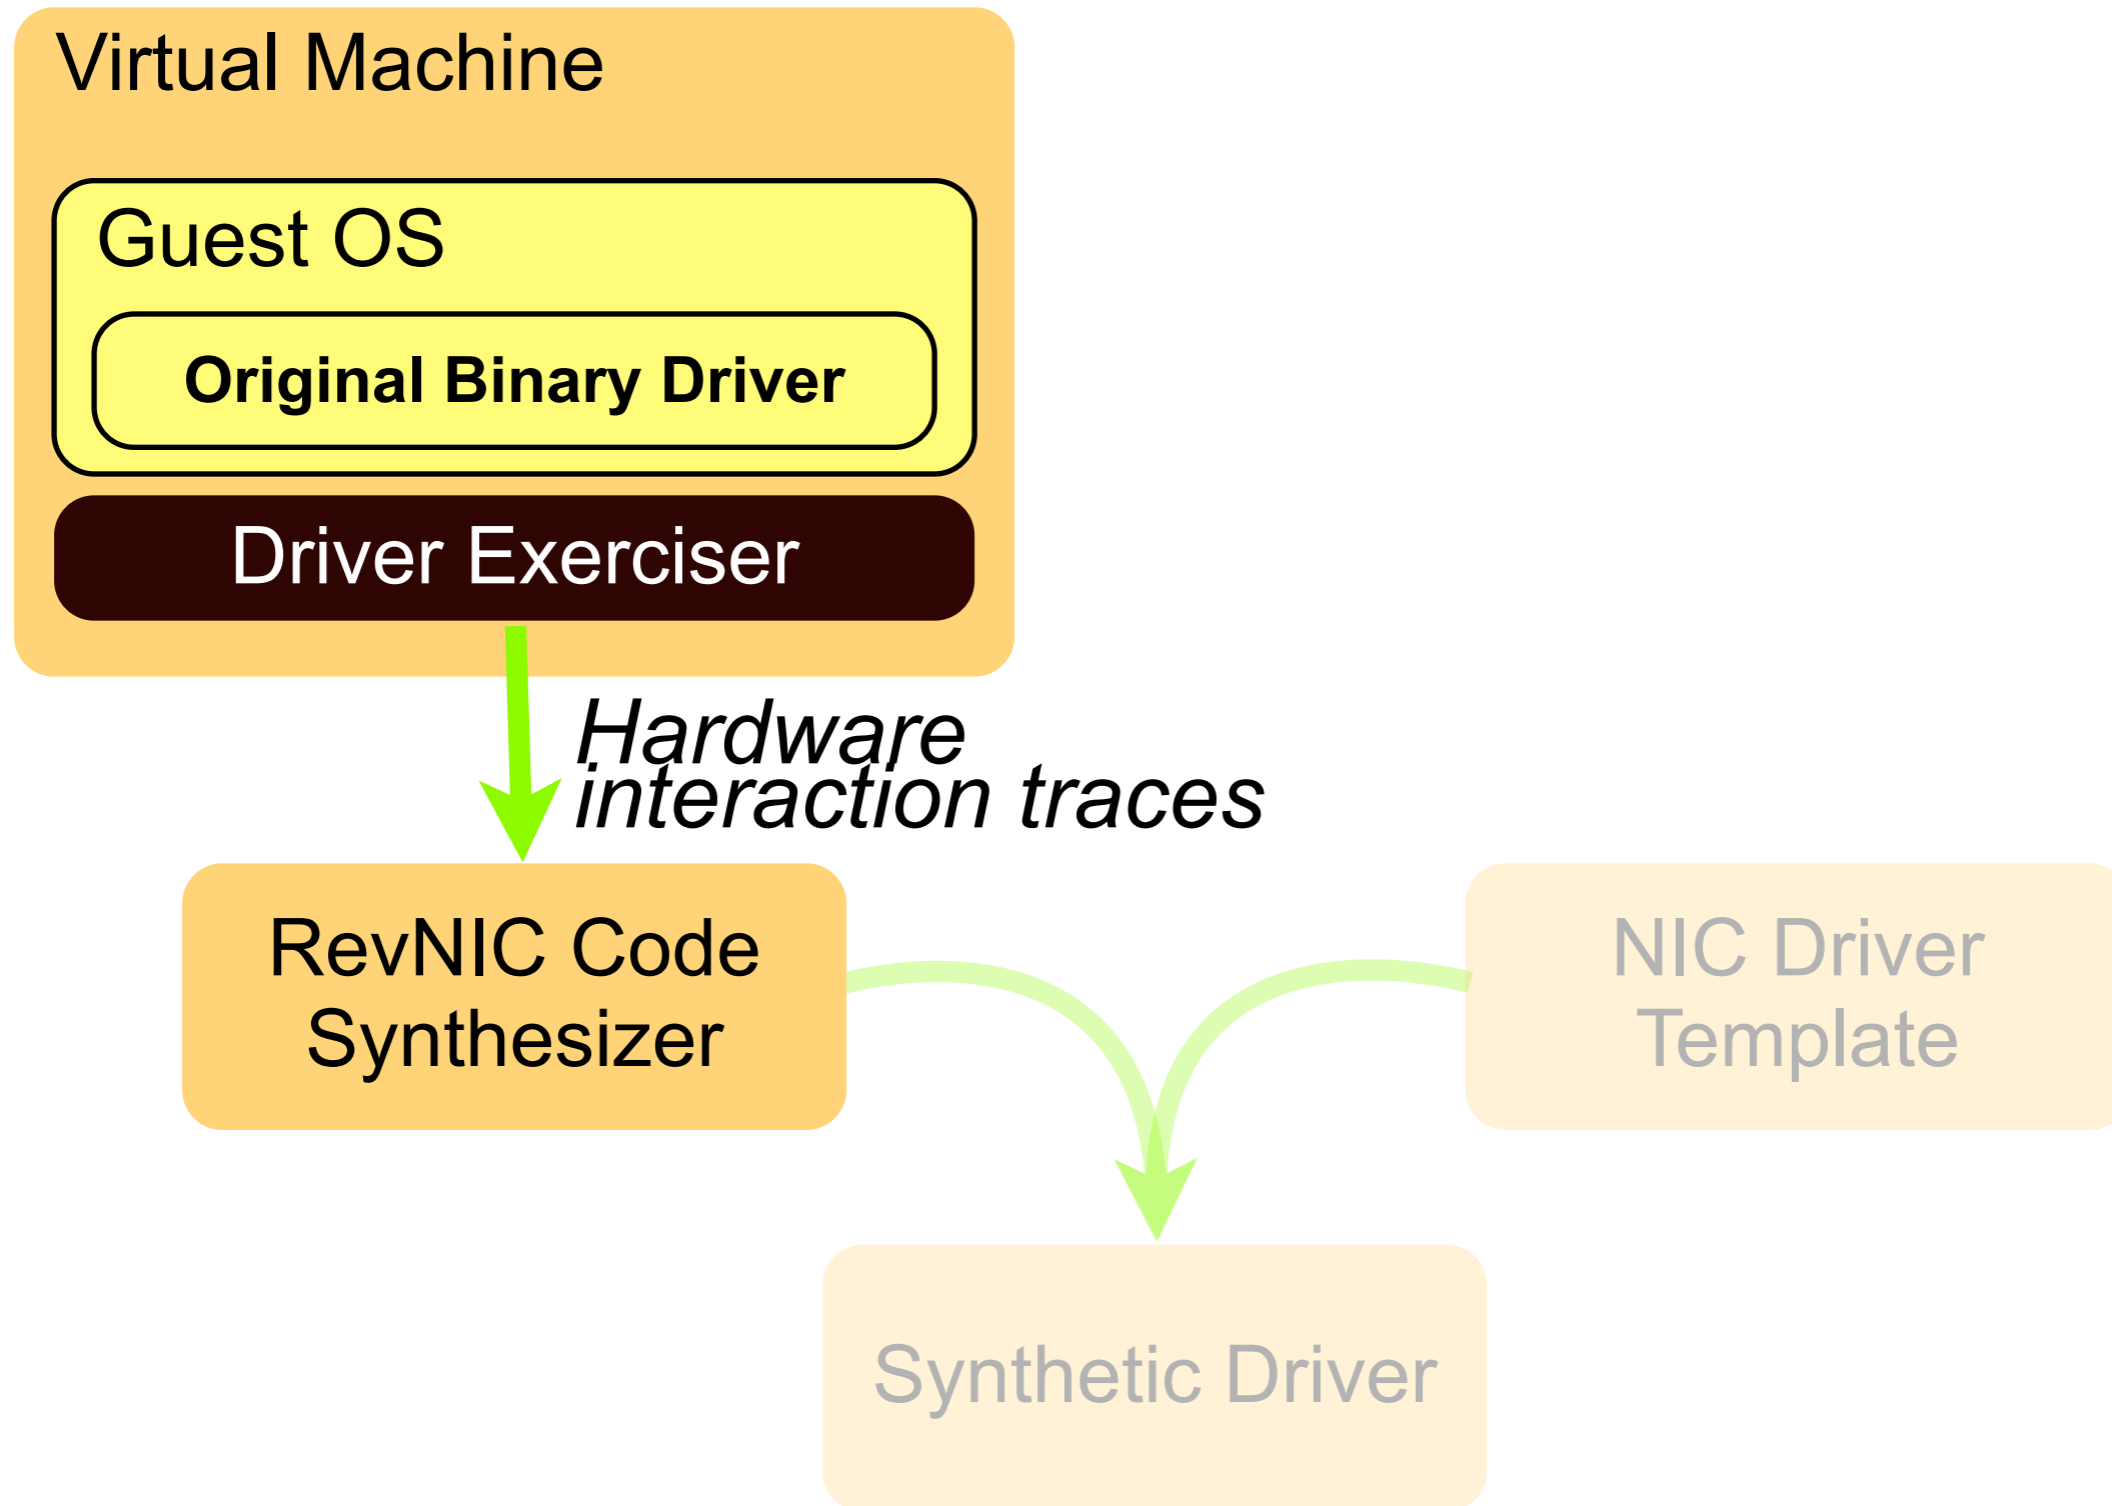 Virtual Machine
Guest OS
Original Binary Driver
Driver Exerciser
Hardware
interaction traces
RevNIC Code
Synthesizer
NIC Driver
Template
Synthetic Driver